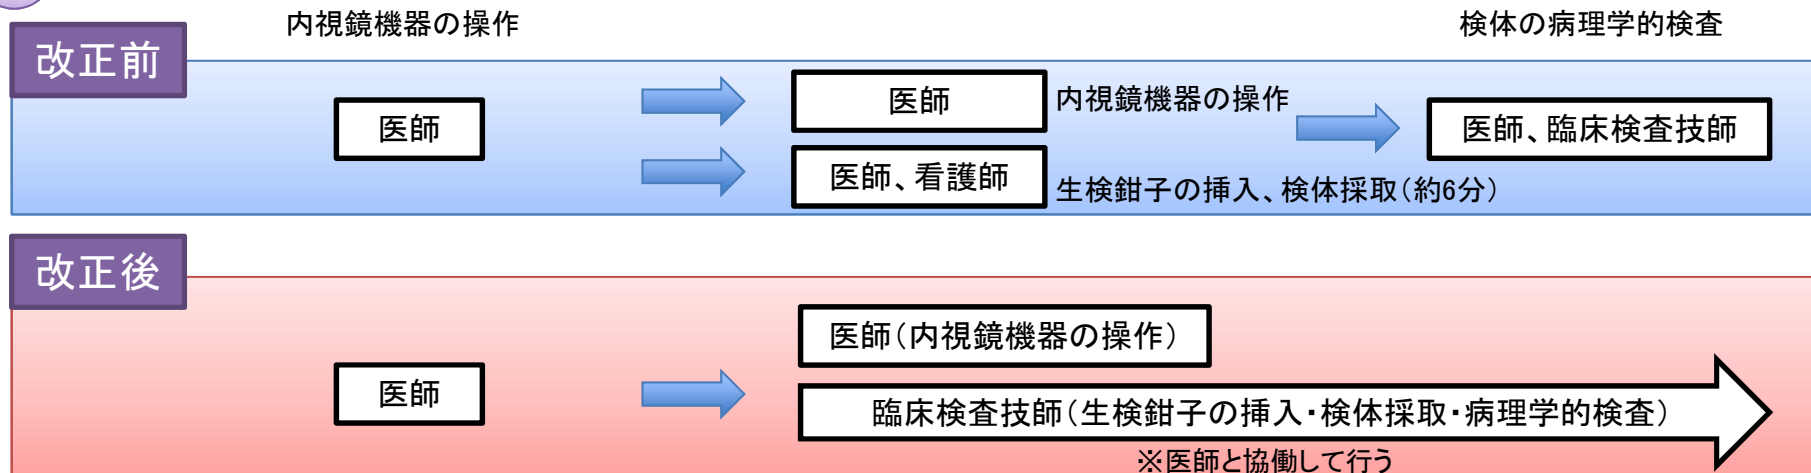 内視鏡機器の操作
検体の病理学的検査
改正前
医師
医師
内視鏡機器の操作
医師、看護師
生検鉗子の挿入、検体採取（約6分）
医師、臨床検査技師
改正後
医師
医師（内視鏡機器の操作）
臨床検査技師（生検鉗子の挿入・検体採取・病理学的検査）
※医師と協働して行う